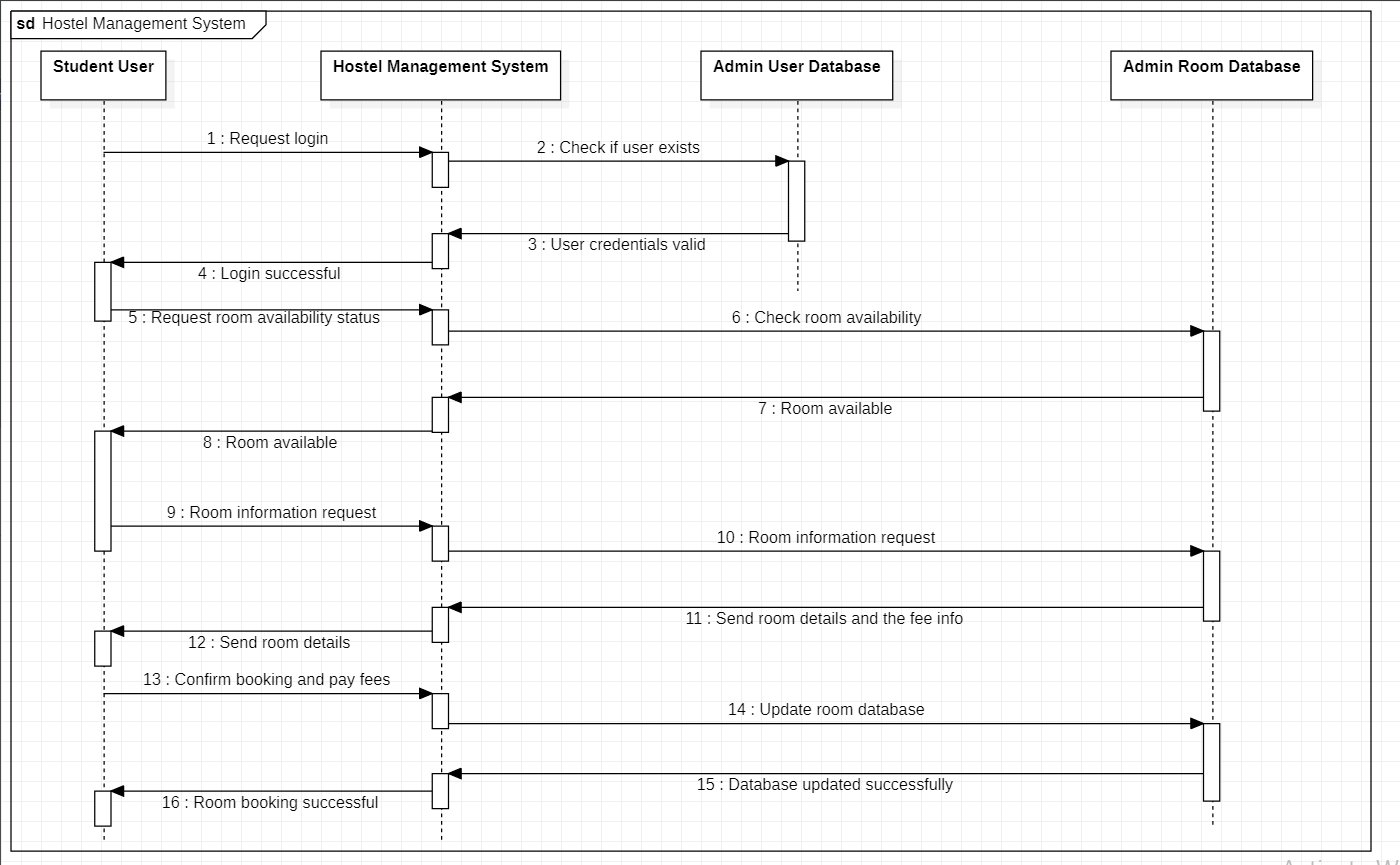 sd Hostel Management System
Student User
Hostel Management System
Admin User Database
Admin Room Database
1 : Request login
2 : Check if user exists
3 : User credentials valid
4 : Login successful
5 : Request room availability status
6 : Check room availability
7 : Room available
8 : Room available
9 : Room information request
10 : Room information request
11 : Send room details and the fee info
12 : Send room details
13 : Confirm booking and pay fees
14 : Update room database
15 : Database updated successfully
16 : Room booking successful